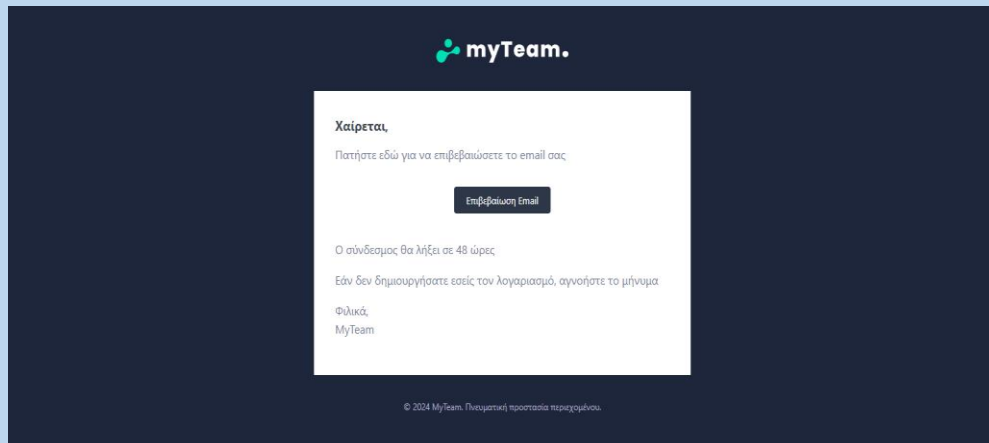 myTeam.
Χαίρεται,
Πατήστε εδώ για να επιβεβαιώσετε το email σας
Επιβεβαίωση Email
Ο σύνδεσμος θα λήξει σε 48 ώρες
Εάν δεν δημιουργήσατε εσείς τον λογαριασμό, αγνοήστε το μήνυμα
Φιλικά,
MyTeam
© 2024 MyTeam. Πνευματική προστασία περιεχομένου.